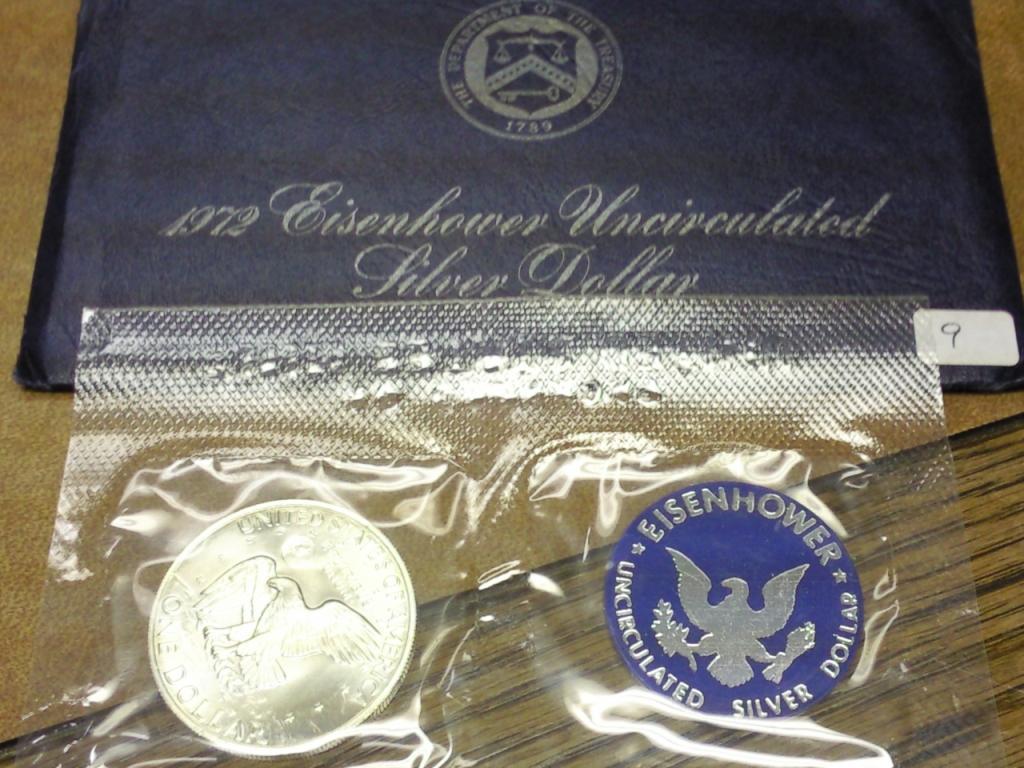 THE DEPARTMENT OF THE TREASURY
1789
1972 Eisenhower Uncirculated
Silver Dollar
9
UNITED STATES OF AMERICA
ONE DOLLAR
EISENHOWER
UNCIRCULATED SILVER DOLLAR